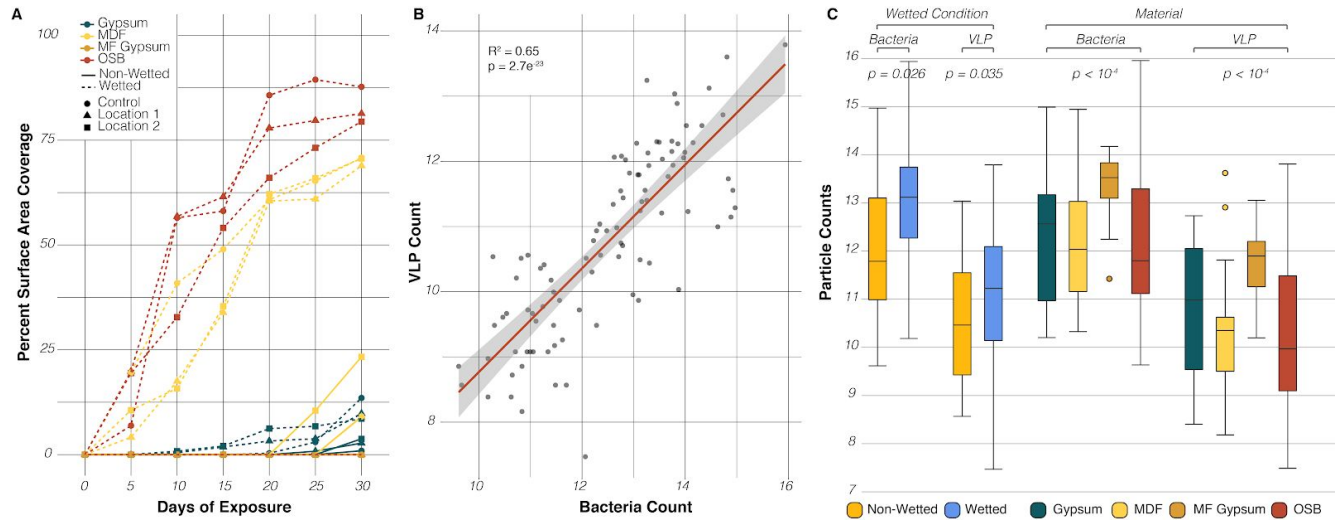 A
Percent Surface Area Coverage
100
75
50
25
0
Gypsum
MDF
MF Gypsum
OSB
Non-Wetted
Wetted
Control
Location 1
Location 2
0 5 10 15 20 25 30
Days of Exposure
B
VLP Count
14
12
10
8
R² = 0.65
p = 2.7e⁻²³
10 12 14 16
Bacteria Count
C
Wetted Condition Material
Bacteria VLP Bacteria VLP
p = 0.026 p = 0.035 p < 10⁻⁴ p < 10⁻⁴
Particle Counts
16
15
14
13
12
11
10
9
8
7
Non-Wetted Wetted Gypsum MDF MF Gypsum OSB